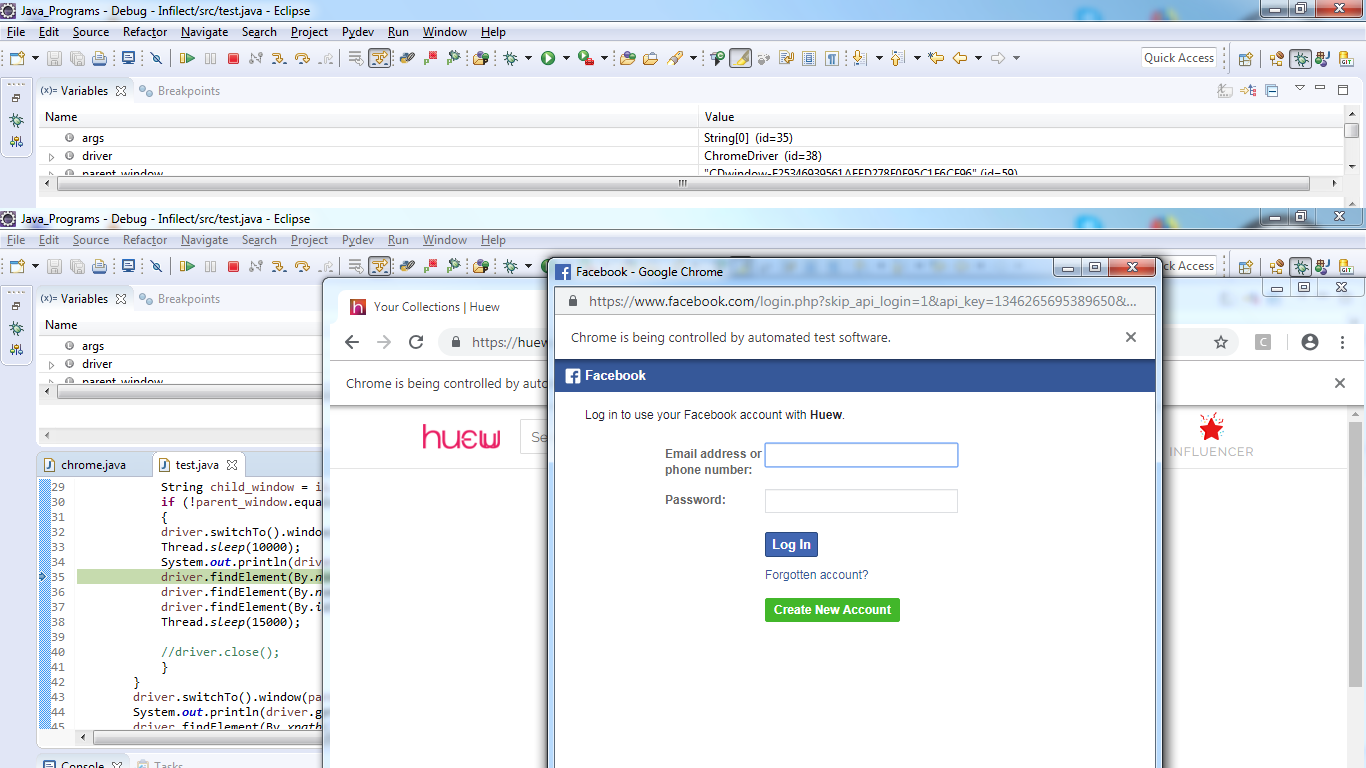 Java_Programs - Debug - Infilect/src/test.java - Eclipse
File Edit Source Refactor Navigate Search Project Pydev Run Window Help
Quick Access
(x)= Variables Breakpoints
Name Value
args String[0] (id=35)
driver ChromeDriver (id=38)
parent_window
Java_Programs - Debug - Infilect/src/test.java - Eclipse
File Edit Source Refactor Navigate Search Project Pydev Run Window Help
ck Access
(x)= Variables Breakpoints
Name
args
driver
parent_window
Facebook - Google Chrome
https://www.facebook.com/login.php?skip_api_login=1&api_key=134626569538965​0&...
Chrome is being controlled by automated test software.
Facebook
Log in to use your Facebook account with Huew.
Email address or
phone number:
Password:
Log In
Forgotten account?
Create New Account
Your Collections | Huew
https://huew
C
Chrome is being controlled by auto
huew
Se
INFLUENCER
chrome.java test.java
29 String child_window = i
30 if (!parent_window.equa
31 {
32 driver.switchTo().windo
33 Thread.sleep(10000);
34 System.out.println(driv
35 driver.findElement(By.n
36 driver.findElement(By.n
37 driver.findElement(By.i
38 Thread.sleep(15000);
39
40 //driver.close();
41 }
42 }
43 driver.switchTo().window(pa
44 System.out.println(driver.g
45 driver.findElement(By.xpath
Console Tasks